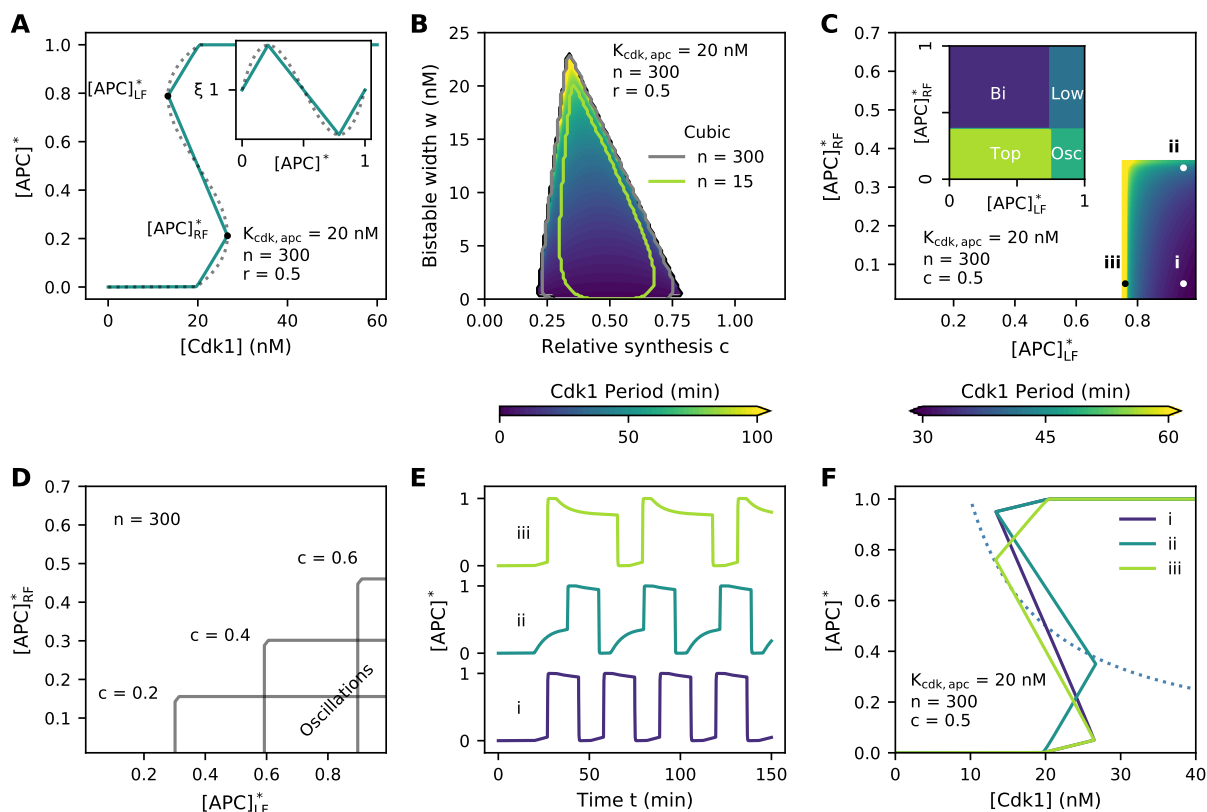 A
[APC]*
1.0
0.8
0.6
0.4
0.2
0.0
[APC]*LF
[APC]*RF
Kcdk, apc = 20 nM
n = 300
r = 0.5
ξ 1
0
1
[APC]*
0
20
40
60
[Cdk1] (nM)
B
Bistable width w (nM)
25
20
15
10
5
0
Kcdk, apc = 20 nM
n = 300
r = 0.5
Cubic
n = 300
n = 15
0.00
0.25
0.50
0.75
1.00
Relative synthesis c
Cdk1 Period (min)
0
50
100
C
[APC]*RF
0.7
0.6
0.5
0.4
0.3
0.2
0.1
1
[APC]*RF
0
Bi
Low
Top
Osc
0
1
[APC]*LF
ii
iii
i
Kcdk, apc = 20 nM
n = 300
c = 0.5
0.2
0.4
0.6
0.8
[APC]*LF
Cdk1 Period (min)
30
45
60
D
[APC]*RF
0.7
0.6
0.5
0.4
0.3
0.2
0.1
n = 300
c = 0.6
c = 0.4
c = 0.2
Oscillations
0.2
0.4
0.6
0.8
[APC]*LF
E
[APC]*
1
iii
0
1
ii
0
1
i
0
0
50
100
150
Time t (min)
F
[APC]*
1.0
0.8
0.6
0.4
0.2
0.0
i
ii
iii
Kcdk, apc = 20 nM
n = 300
c = 0.5
0
10
20
30
40
[Cdk1] (nM)